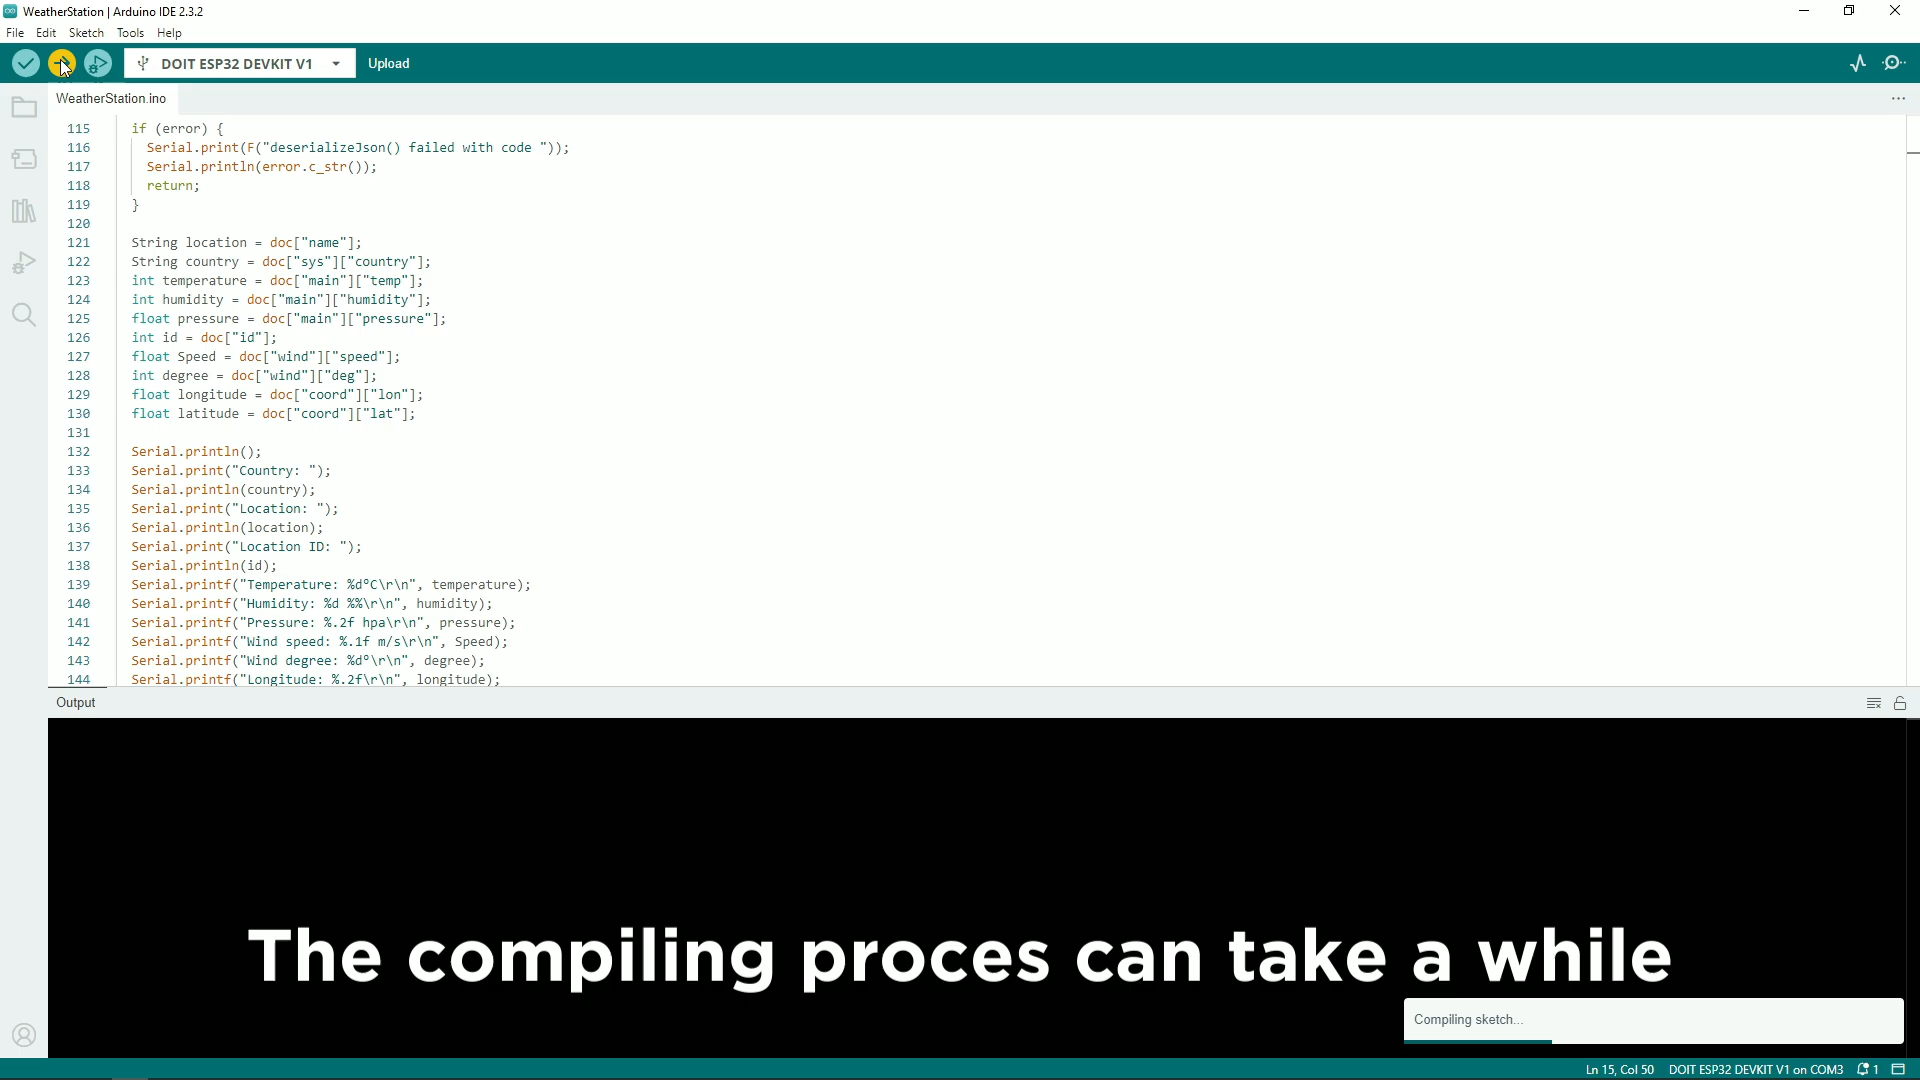 WeatherStation | Arduino IDE 2.3.2
File Edit Sketch Tools Help
DOIT ESP32 DEVKIT V1 Upload
WeatherStation.ino
115 if (error) {
116 Serial.print(F("deserializeJson() failed with code "));
117 Serial.println(error.c_str());
118 return;
119 }
120
121 String location = doc["name"];
122 String country = doc["sys"]["country"];
123 int temperature = doc["main"]["temp"];
124 int humidity = doc["main"]["humidity"];
125 float pressure = doc["main"]["pressure"];
126 int id = doc["id"];
127 float Speed = doc["wind"]["speed"];
128 int degree = doc["wind"]["deg"];
129 float longitude = doc["coord"]["lon"];
130 float latitude = doc["coord"]["lat"];
131
132 Serial.println();
133 Serial.print("Country: ");
134 Serial.println(country);
135 Serial.print("Location: ");
136 Serial.println(location);
137 Serial.print("Location ID: ");
138 Serial.println(id);
139 Serial.printf("Temperature: %d°C\r\n", temperature);
140 Serial.printf("Humidity: %d %%\r\n", humidity);
141 Serial.printf("Pressure: %.2f hpa\r\n", pressure);
142 Serial.printf("Wind speed: %.1f m/s\r\n", Speed);
143 Serial.printf("Wind degree: %d°\r\n", degree);
144 Serial.printf("Longitude: %.2f\r\n", longitude);
Output
The compiling proces can take a while
Compiling sketch...
Ln 15, Col 50 DOIT ESP32 DEVKIT V1 on COM3 1